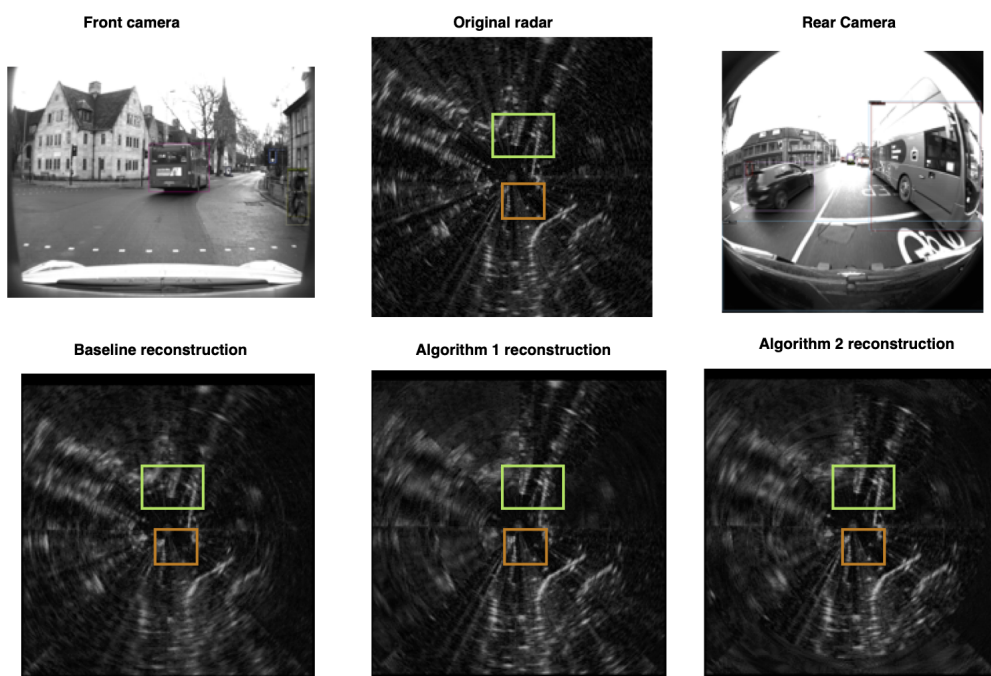 Front camera
Original radar
Rear Camera
Baseline reconstruction
Algorithm 1 reconstruction
Algorithm 2 reconstruction